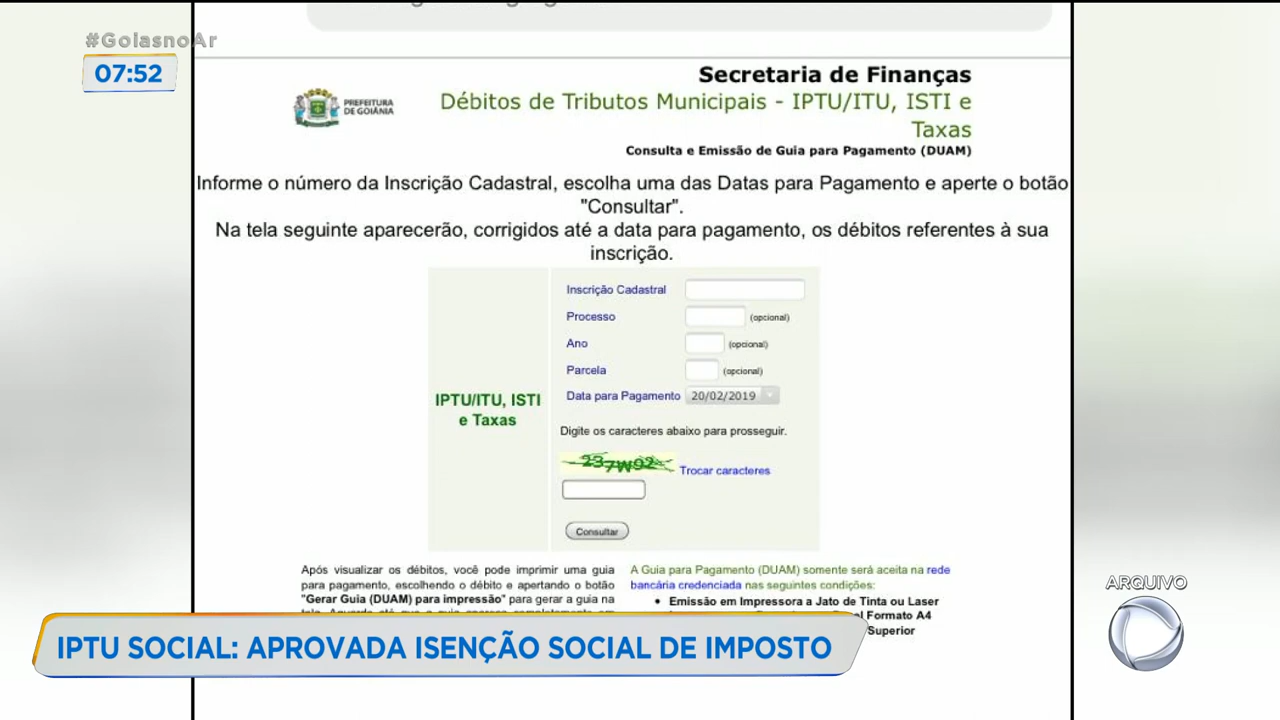 #GoiásnoAr
07:52
PREFEITURA
DE GOIÂNIA
Secretaria de Finanças
Débitos de Tributos Municipais - IPTU/ITU, ISTI e
Taxas
Consulta e Emissão de Guia para Pagamento (DUAM)
Informe o número da Inscrição Cadastral, escolha uma das Datas para Pagamento e aperte o botão
"Consultar".
Na tela seguinte aparecerão, corrigidos até a data para pagamento, os débitos referentes à sua
inscrição.
IPTU/ITU, ISTI
e Taxas
Inscrição Cadastral
Processo (opcional)
Ano (opcional)
Parcela (opcional)
Data para Pagamento 20/02/2019
Digite os caracteres abaixo para prosseguir.
237W02 Trocar caracteres
Consultar
Após visualizar os débitos, você pode imprimir uma guia
para pagamento, escolhendo o débito e apertando o botão
"Gerar Guia (DUAM) para impressão" para gerar a guia na
A Guia para Pagamento (DUAM) somente será aceita na rede
bancária credenciada nas seguintes condições:
• Emissão em Impressora a Jato de Tinta ou Laser
Formato A4
Superior
ARQUIVO
IPTU SOCIAL: APROVADA ISENÇÃO SOCIAL DE IMPOSTO